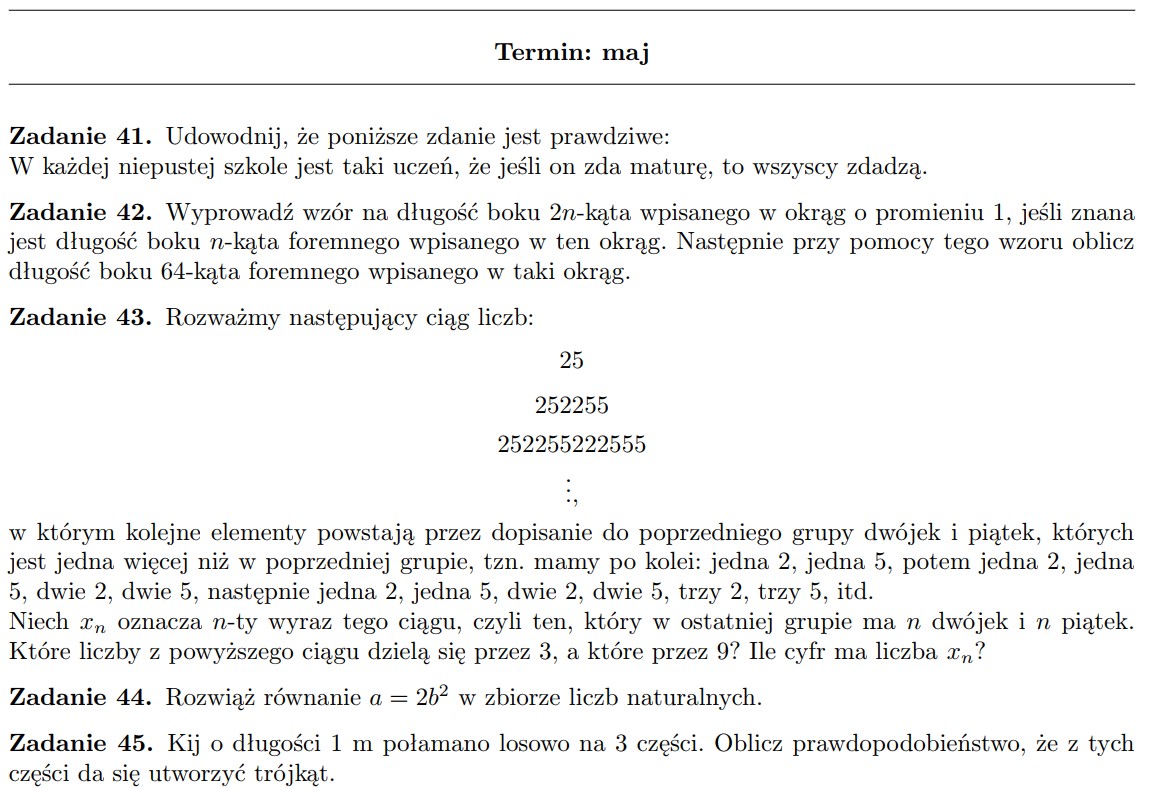 Termin: maj
Zadanie 41. Udowodnij, że poniższe zdanie jest prawdziwe:
W każdej niepustej szkole jest taki uczeń, że jeśli on zda maturę, to wszyscy zdadzą.
Zadanie 42. Wyprowadź wzór na długość boku 2n-kąta wpisanego w okrąg o promieniu 1, jeśli znana
jest długość boku n-kąta foremnego wpisanego w ten okrąg. Następnie przy pomocy tego wzoru oblicz
długość boku 64-kąta foremnego wpisanego w taki okrąg.
Zadanie 43. Rozważmy następujący ciąg liczb:
25
252255
252255222555
⋮,
w którym kolejne elementy powstają przez dopisanie do poprzedniego grupy dwójek i piątek, których
jest jedna więcej niż w poprzedniej grupie, tzn. mamy po kolei: jedna 2, jedna 5, potem jedna 2, jedna
5, dwie 2, dwie 5, następnie jedna 2, jedna 5, dwie 2, dwie 5, trzy 2, trzy 5, itd.
Niech xₙ oznacza n-ty wyraz tego ciągu, czyli ten, który w ostatniej grupie ma n dwójek i n piątek.
Które liczby z powyższego ciągu dzielą się przez 3, a które przez 9? Ile cyfr ma liczba xₙ?
Zadanie 44. Rozwiąż równanie a = 2b² w zbiorze liczb naturalnych.
Zadanie 45. Kij o długości 1 m połamano losowo na 3 części. Oblicz prawdopodobieństwo, że z tych
części da się utworzyć trójkąt.